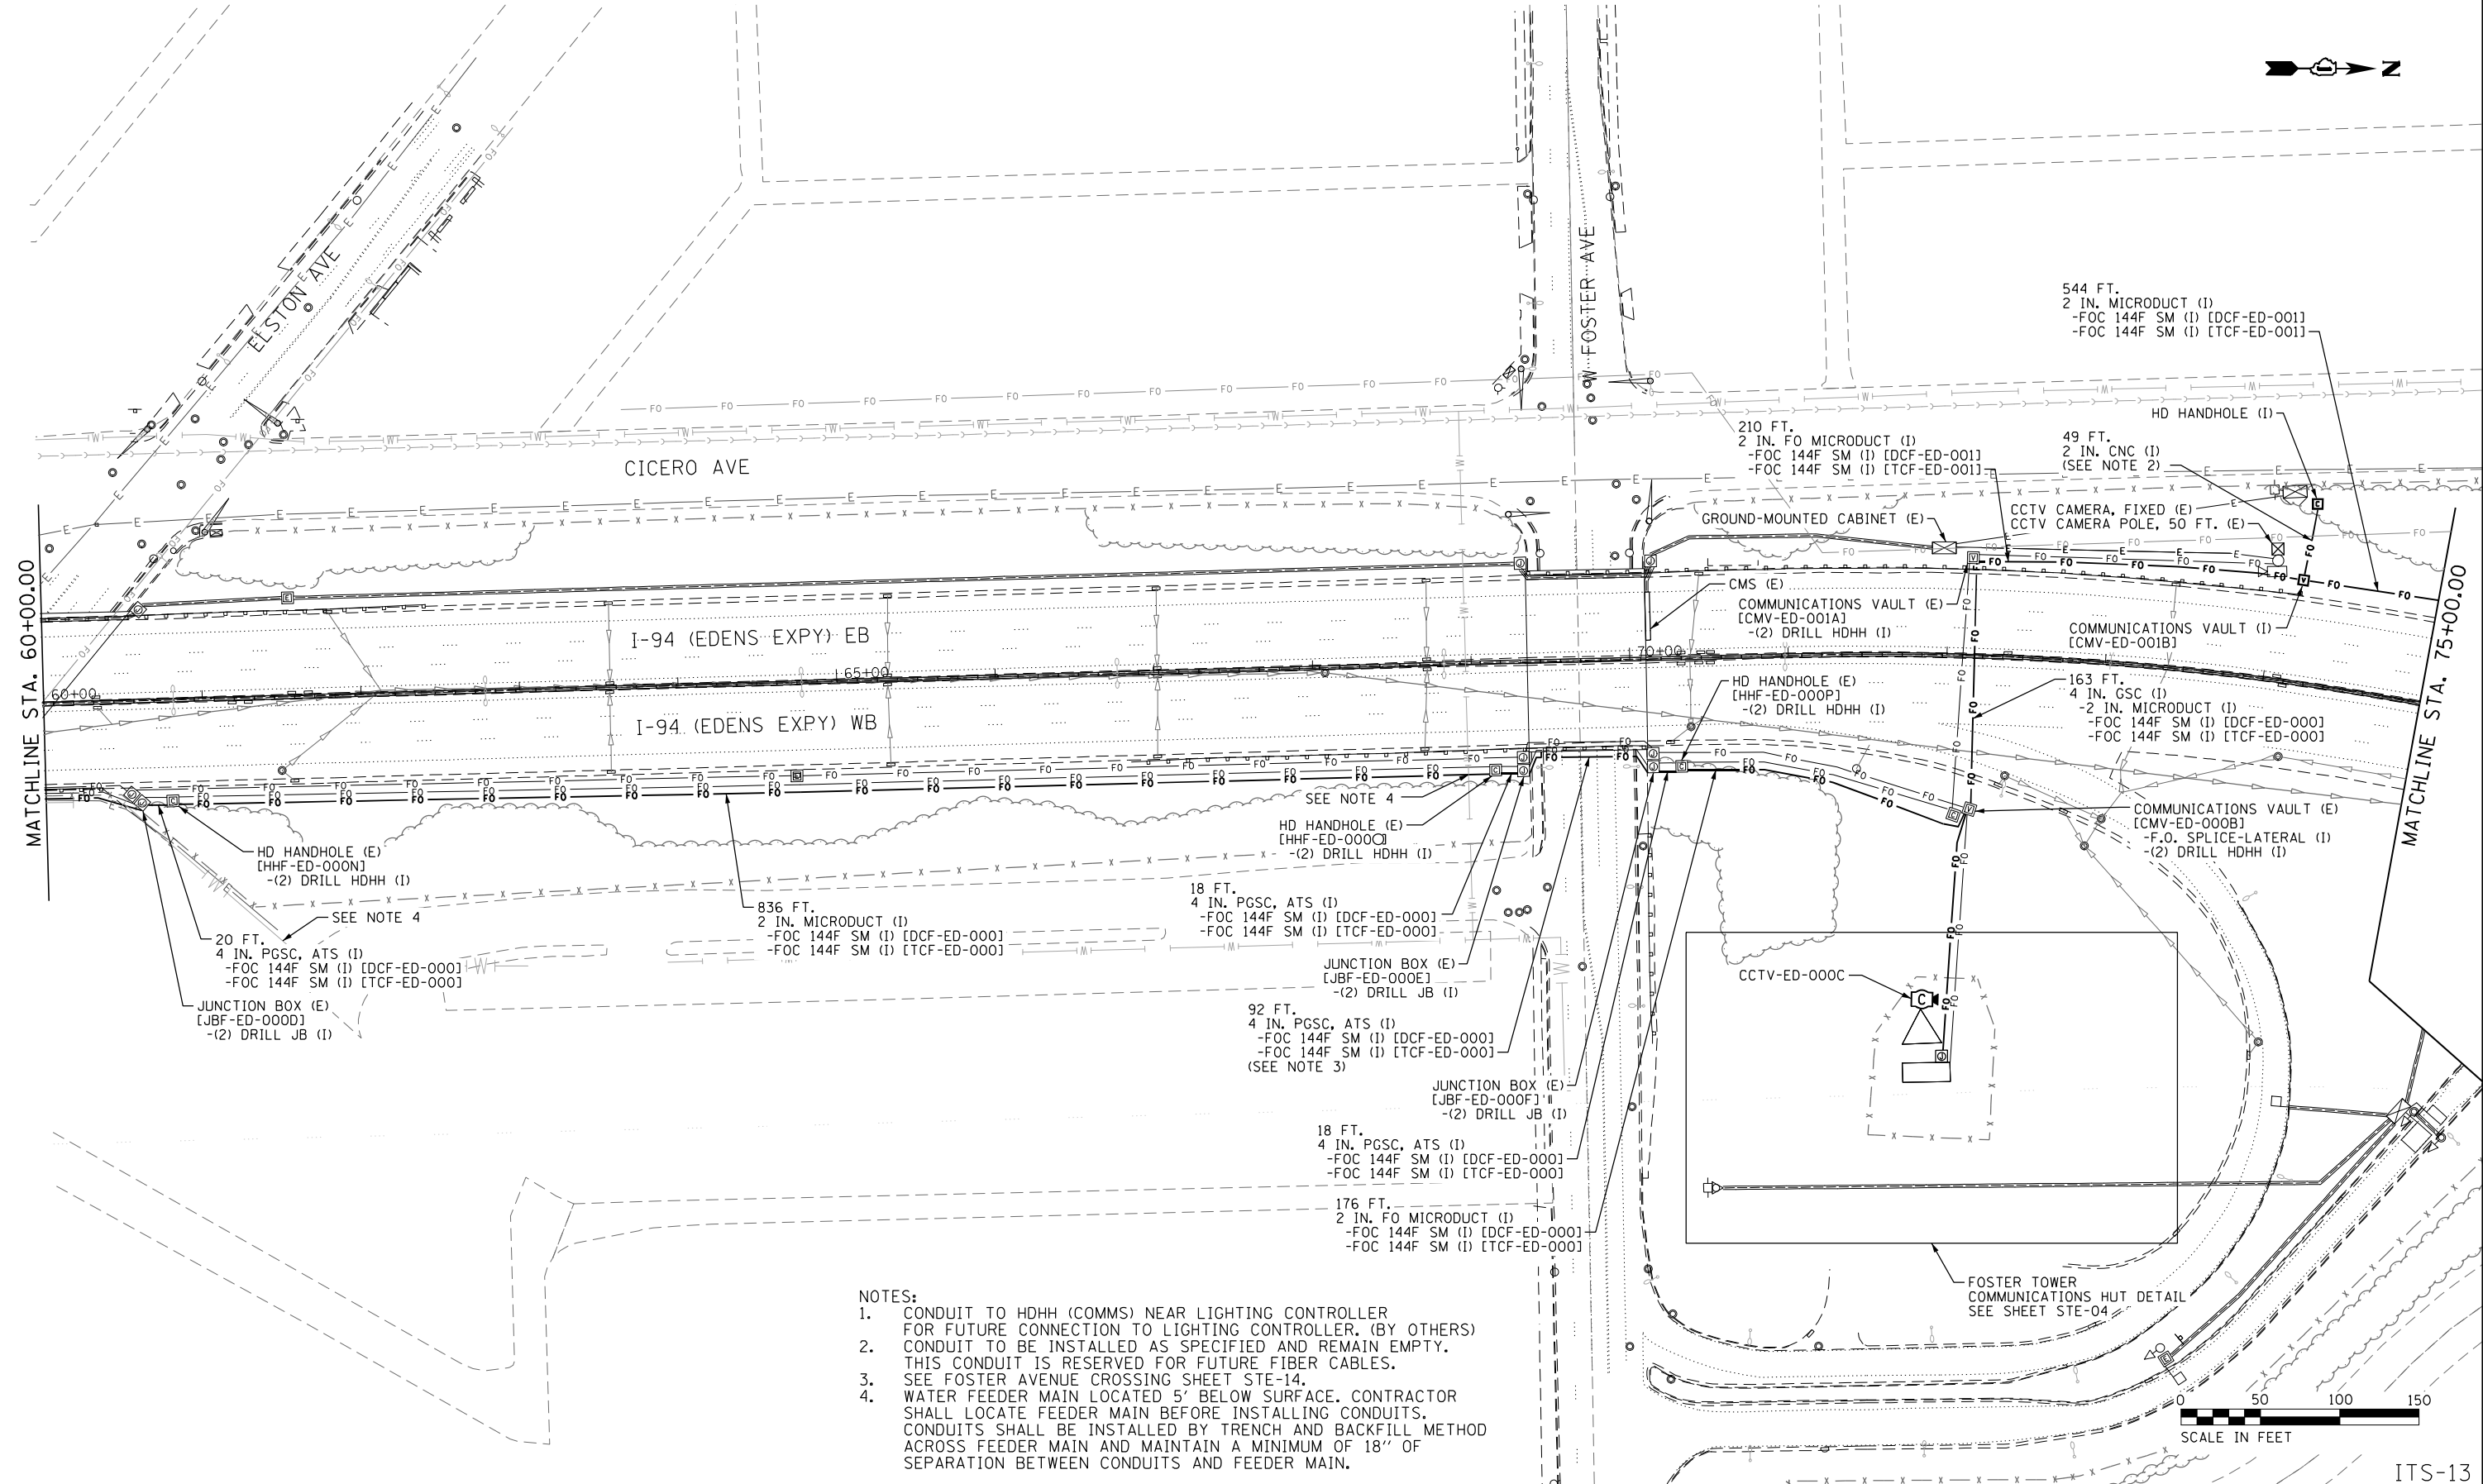 N
ELSTON AVE
W FOSTER AVE
CICERO AVE
544 FT.
2 IN. MICRODUCT (I)
-FOC 144F SM (I) [DCF-ED-001]
-FOC 144F SM (I) [TCF-ED-001]
HD HANDHOLE (I)
210 FT.
2 IN. FO MICRODUCT (I)
-FOC 144F SM (I) [DCF-ED-001]
-FOC 144F SM (I) [TCF-ED-001]
49 FT.
2 IN. CNC (I)
(SEE NOTE 2)
GROUND-MOUNTED CABINET (E)
CCTV CAMERA, FIXED (E)
CCTV CAMERA POLE, 50 FT. (E)
CMS (E)
COMMUNICATIONS VAULT (E)
[CMV-ED-001A]
-(2) DRILL HDHH (I)
COMMUNICATIONS VAULT (I)
[CMV-ED-001B]
MATCHLINE STA. 60+00.00
MATCHLINE STA. 75+00.00
I-94 (EDENS EXPY) EB
60+00
65+00
70+00
I-94 (EDENS EXPY) WB
HD HANDHOLE (E)
[HHF-ED-000P]
-(2) DRILL HDHH (I)
163 FT.
4 IN. GSC (I)
-2 IN. MICRODUCT (I)
-FOC 144F SM (I) [DCF-ED-000]
-FOC 144F SM (I) [TCF-ED-000]
SEE NOTE 4
HD HANDHOLE (E)
[HHF-ED-000O]
-(2) DRILL HDHH (I)
COMMUNICATIONS VAULT (E)
[CMV-ED-000B]
-F.O. SPLICE-LATERAL (I)
-(2) DRILL HDHH (I)
HD HANDHOLE (E)
[HHF-ED-000N]
-(2) DRILL HDHH (I)
SEE NOTE 4
20 FT.
4 IN. PGSC, ATS (I)
-FOC 144F SM (I) [DCF-ED-000]
-FOC 144F SM (I) [TCF-ED-000]
JUNCTION BOX (E)
[JBF-ED-000D]
-(2) DRILL JB (I)
836 FT.
2 IN. MICRODUCT (I)
-FOC 144F SM (I) [DCF-ED-000]
-FOC 144F SM (I) [TCF-ED-000]
18 FT.
4 IN. PGSC, ATS (I)
-FOC 144F SM (I) [DCF-ED-000]
-FOC 144F SM (I) [TCF-ED-000]
JUNCTION BOX (E)
[JBF-ED-000E]
-(2) DRILL JB (I)
92 FT.
4 IN. PGSC, ATS (I)
-FOC 144F SM (I) [DCF-ED-000]
-FOC 144F SM (I) [TCF-ED-000]
(SEE NOTE 3)
JUNCTION BOX (E)
[JBF-ED-000F]
-(2) DRILL JB (I)
18 FT.
4 IN. PGSC, ATS (I)
-FOC 144F SM (I) [DCF-ED-000]
-FOC 144F SM (I) [TCF-ED-000]
176 FT.
2 IN. FO MICRODUCT (I)
-FOC 144F SM (I) [DCF-ED-000]
-FOC 144F SM (I) [TCF-ED-000]
CCTV-ED-000C
C
FOSTER TOWER
COMMUNICATIONS HUT DETAIL
SEE SHEET STE-04
NOTES:
1. CONDUIT TO HDHH (COMMS) NEAR LIGHTING CONTROLLER
FOR FUTURE CONNECTION TO LIGHTING CONTROLLER. (BY OTHERS)
2. CONDUIT TO BE INSTALLED AS SPECIFIED AND REMAIN EMPTY.
THIS CONDUIT IS RESERVED FOR FUTURE FIBER CABLES.
3. SEE FOSTER AVENUE CROSSING SHEET STE-14.
4. WATER FEEDER MAIN LOCATED 5' BELOW SURFACE. CONTRACTOR
SHALL LOCATE FEEDER MAIN BEFORE INSTALLING CONDUITS.
CONDUITS SHALL BE INSTALLED BY TRENCH AND BACKFILL METHOD
ACROSS FEEDER MAIN AND MAINTAIN A MINIMUM OF 18'' OF
SEPARATION BETWEEN CONDUITS AND FEEDER MAIN.
0 50 100 150
SCALE IN FEET
ITS-13